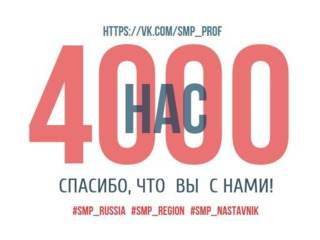 HTTPS://VK.COM/SMP_PROF
4000
НАС
СПАСИБО, ЧТО ВЫ С НАМИ!
#SMP_RUSSIA #SMP_REGION #SMP_NASTAVNIK